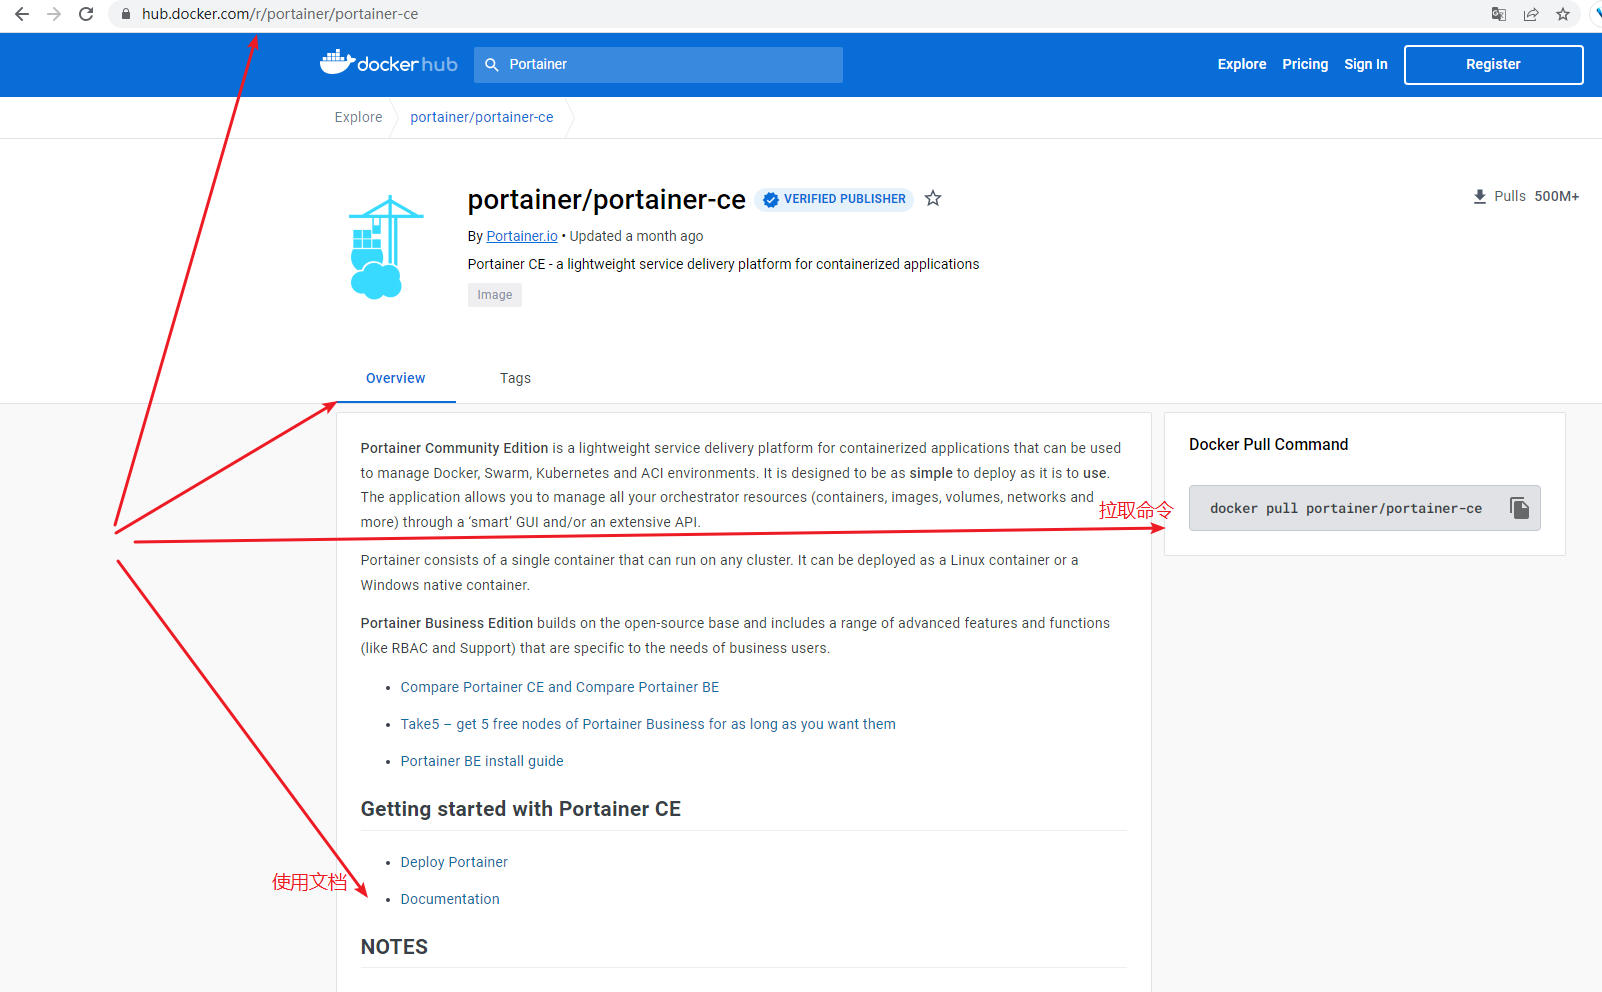 hub.docker.com/r/portainer/portainer-ce
docker hub
Portainer
Explore
Pricing
Sign In
Register
Explore
portainer/portainer-ce
portainer/portainer-ce
VERIFIED PUBLISHER
Pulls 500M+
By Portainer.io • Updated a month ago
Portainer CE - a lightweight service delivery platform for containerized applications
Image
Overview
Tags
Portainer Community Edition is a lightweight service delivery platform for containerized applications that can be used
to manage Docker, Swarm, Kubernetes and ACI environments. It is designed to be as simple to deploy as it is to use.
The application allows you to manage all your orchestrator resources (containers, images, volumes, networks and
more) through a ‘smart’ GUI and/or an extensive API.
Portainer consists of a single container that can run on any cluster. It can be deployed as a Linux container or a
Windows native container.
Portainer Business Edition builds on the open-source base and includes a range of advanced features and functions
(like RBAC and Support) that are specific to the needs of business users.
• Compare Portainer CE and Compare Portainer BE
• Take5 – get 5 free nodes of Portainer Business for as long as you want them
• Portainer BE install guide
Getting started with Portainer CE
• Deploy Portainer
使用文档
• Documentation
NOTES
Docker Pull Command
拉取命令
docker pull portainer/portainer-ce